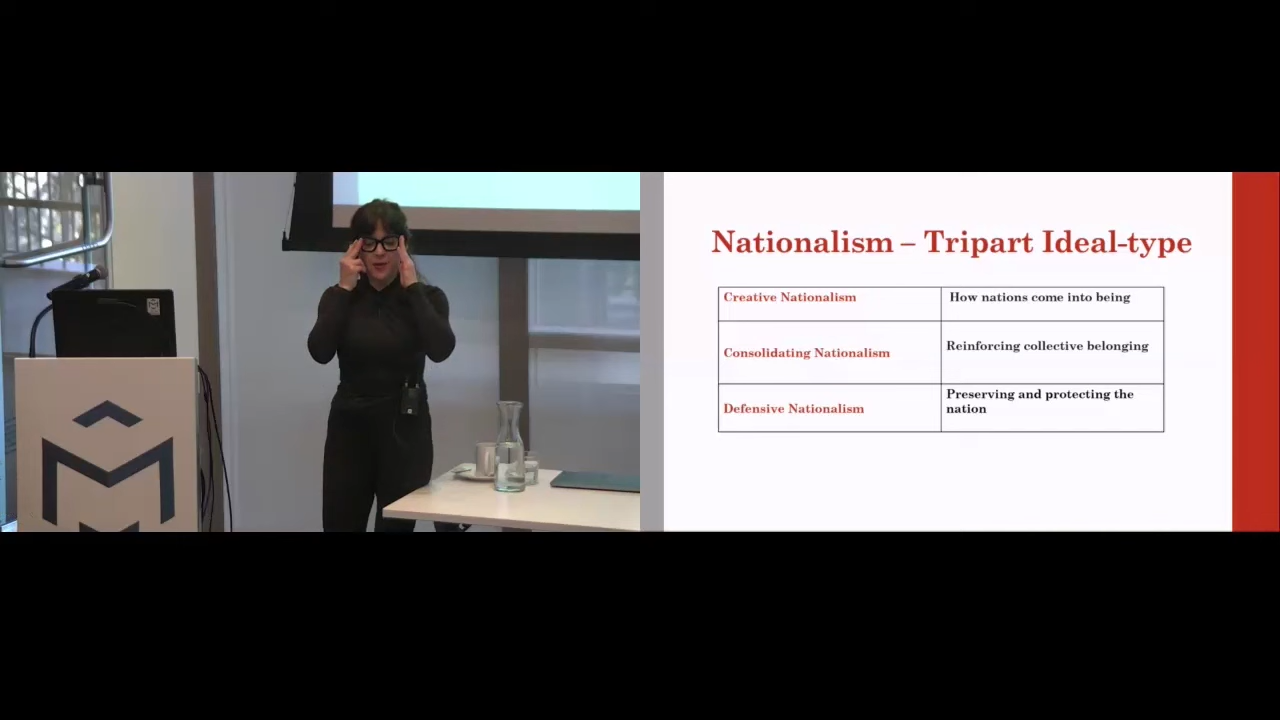 Nationalism – Tripart Ideal-type
Creative Nationalism
How nations come into being
Consolidating Nationalism
Reinforcing collective belonging
Defensive Nationalism
Preserving and protecting the
nation